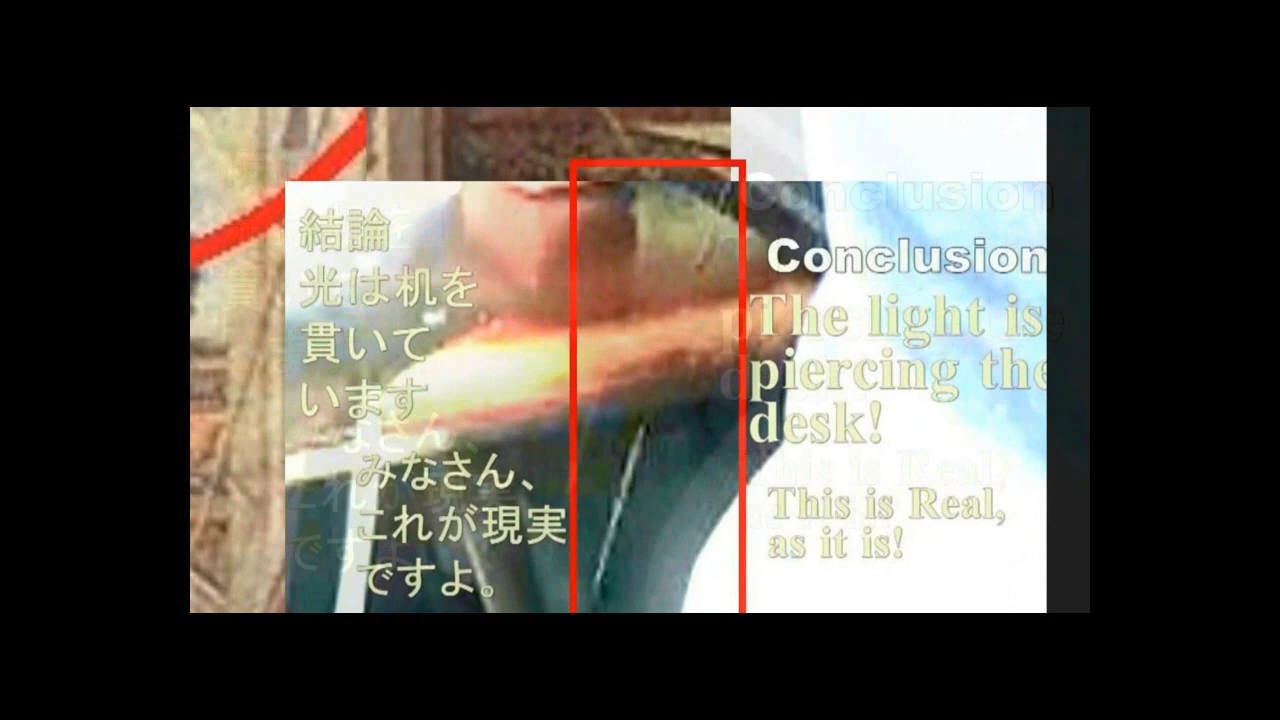 結論
光は机を
貫いて
います
みなさん、
これが現実
ですよ。
Conclusion
The light is
piercing the
desk!
This is Real,
as it is!